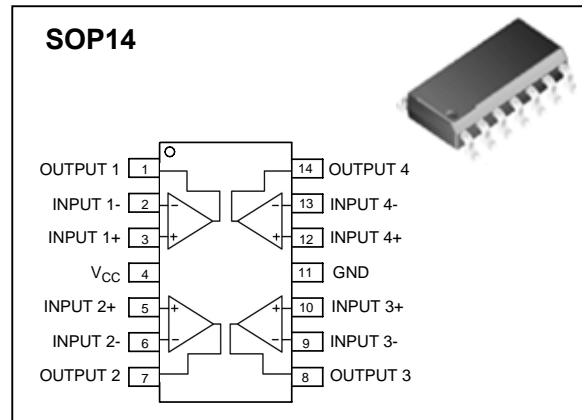 SOP14
OUTPUT 1 1 14 OUTPUT 4
INPUT 1- 2 − − 13 INPUT 4-
INPUT 1+ 3 + + 12 INPUT 4+
VCC 4 11 GND
INPUT 2+ 5 + + 10 INPUT 3+
INPUT 2- 6 − − 9 INPUT 3-
OUTPUT 2 7 8 OUTPUT 3